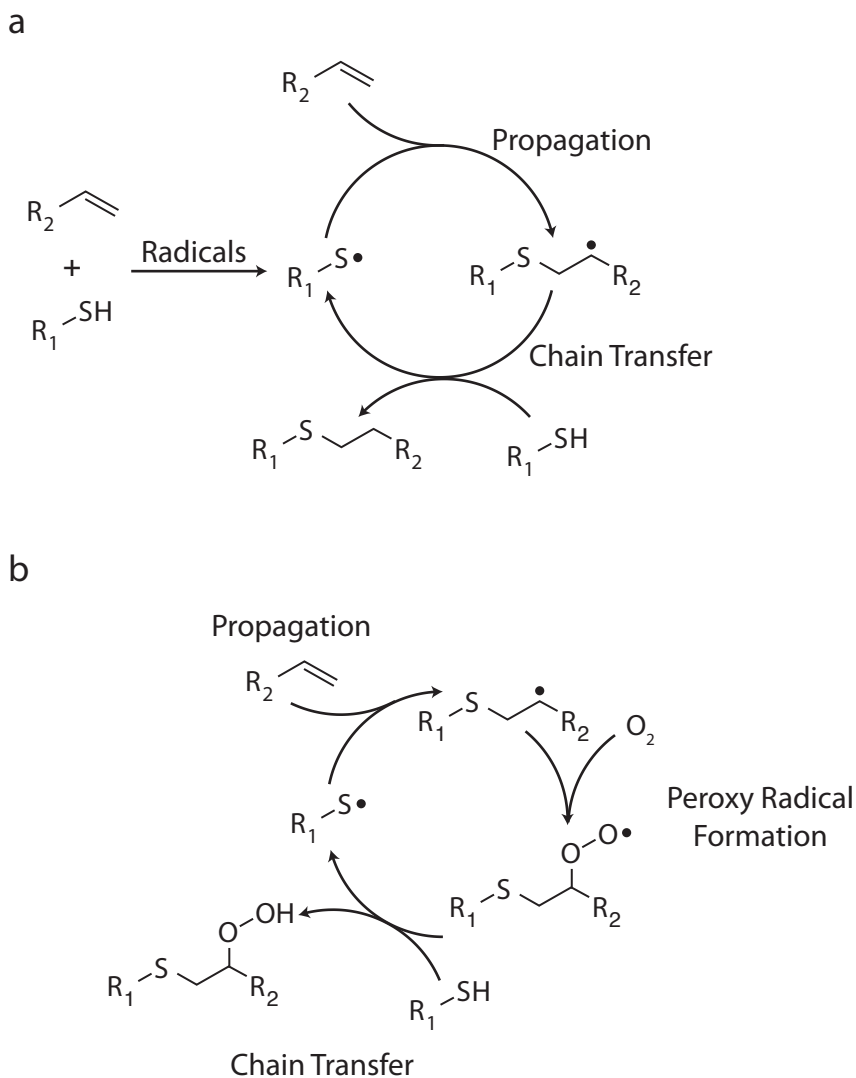 a
R2
Propagation
R2
+
R1 SH
Radicals
R1 S•
R1 S R2
Chain Transfer
R1 S R2
R1 SH
b
Propagation
R2
R1 S R2
O2
Peroxy Radical
Formation
R1 S•
O O•
R1 S R2
O OH
R1 S R2
R1 SH
Chain Transfer